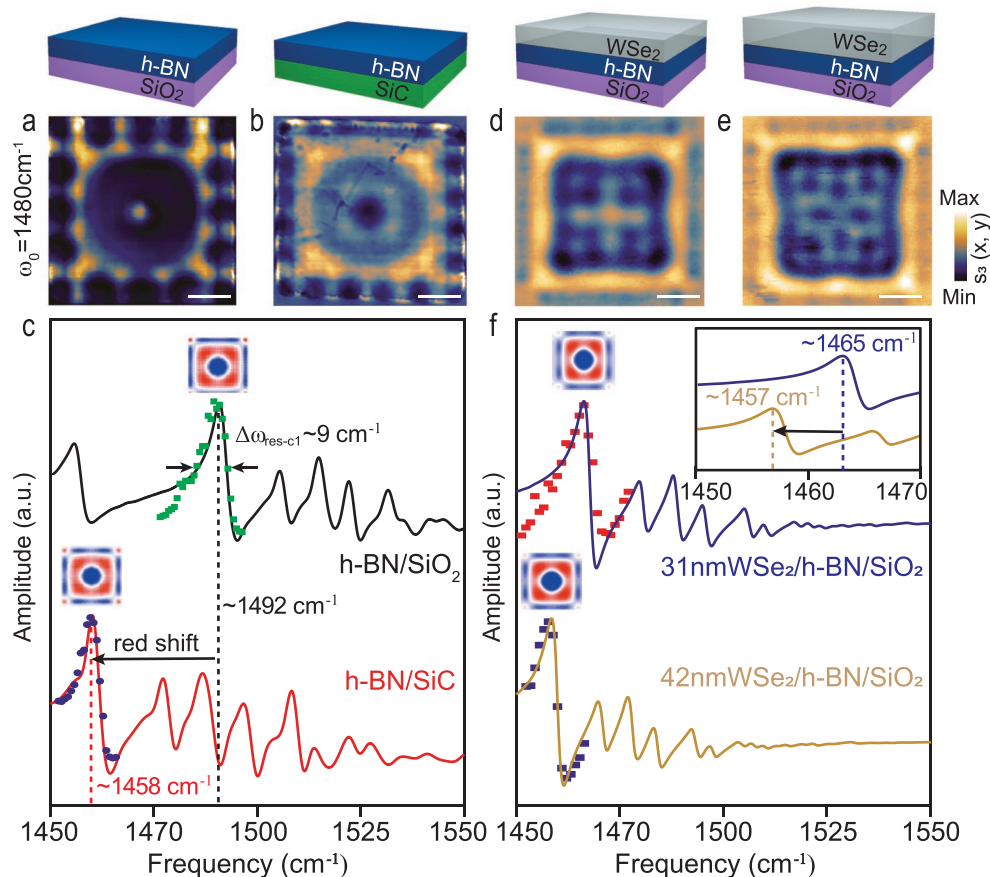 h-BN
SiO₂
h-BN
SiC
WSe₂
h-BN
SiO₂
WSe₂
h-BN
SiO₂
a
b
d
e
ω₀=1480cm⁻¹
Max
Min
s₃ (x, y)
c
Δω_res-c1~9 cm⁻¹
h-BN/SiO₂
~1492 cm⁻¹
red shift
h-BN/SiC
~1458 cm⁻¹
Amplitude (a.u.)
1450 1470 1500 1525 1550
Frequency (cm⁻¹)
f
~1465 cm⁻¹
~1457 cm⁻¹
1450 1460 1470
31nmWSe₂/h-BN/SiO₂
42nmWSe₂/h-BN/SiO₂
Amplitude (a.u.)
1450 1470 1500 1525 1550
Frequency (cm⁻¹)